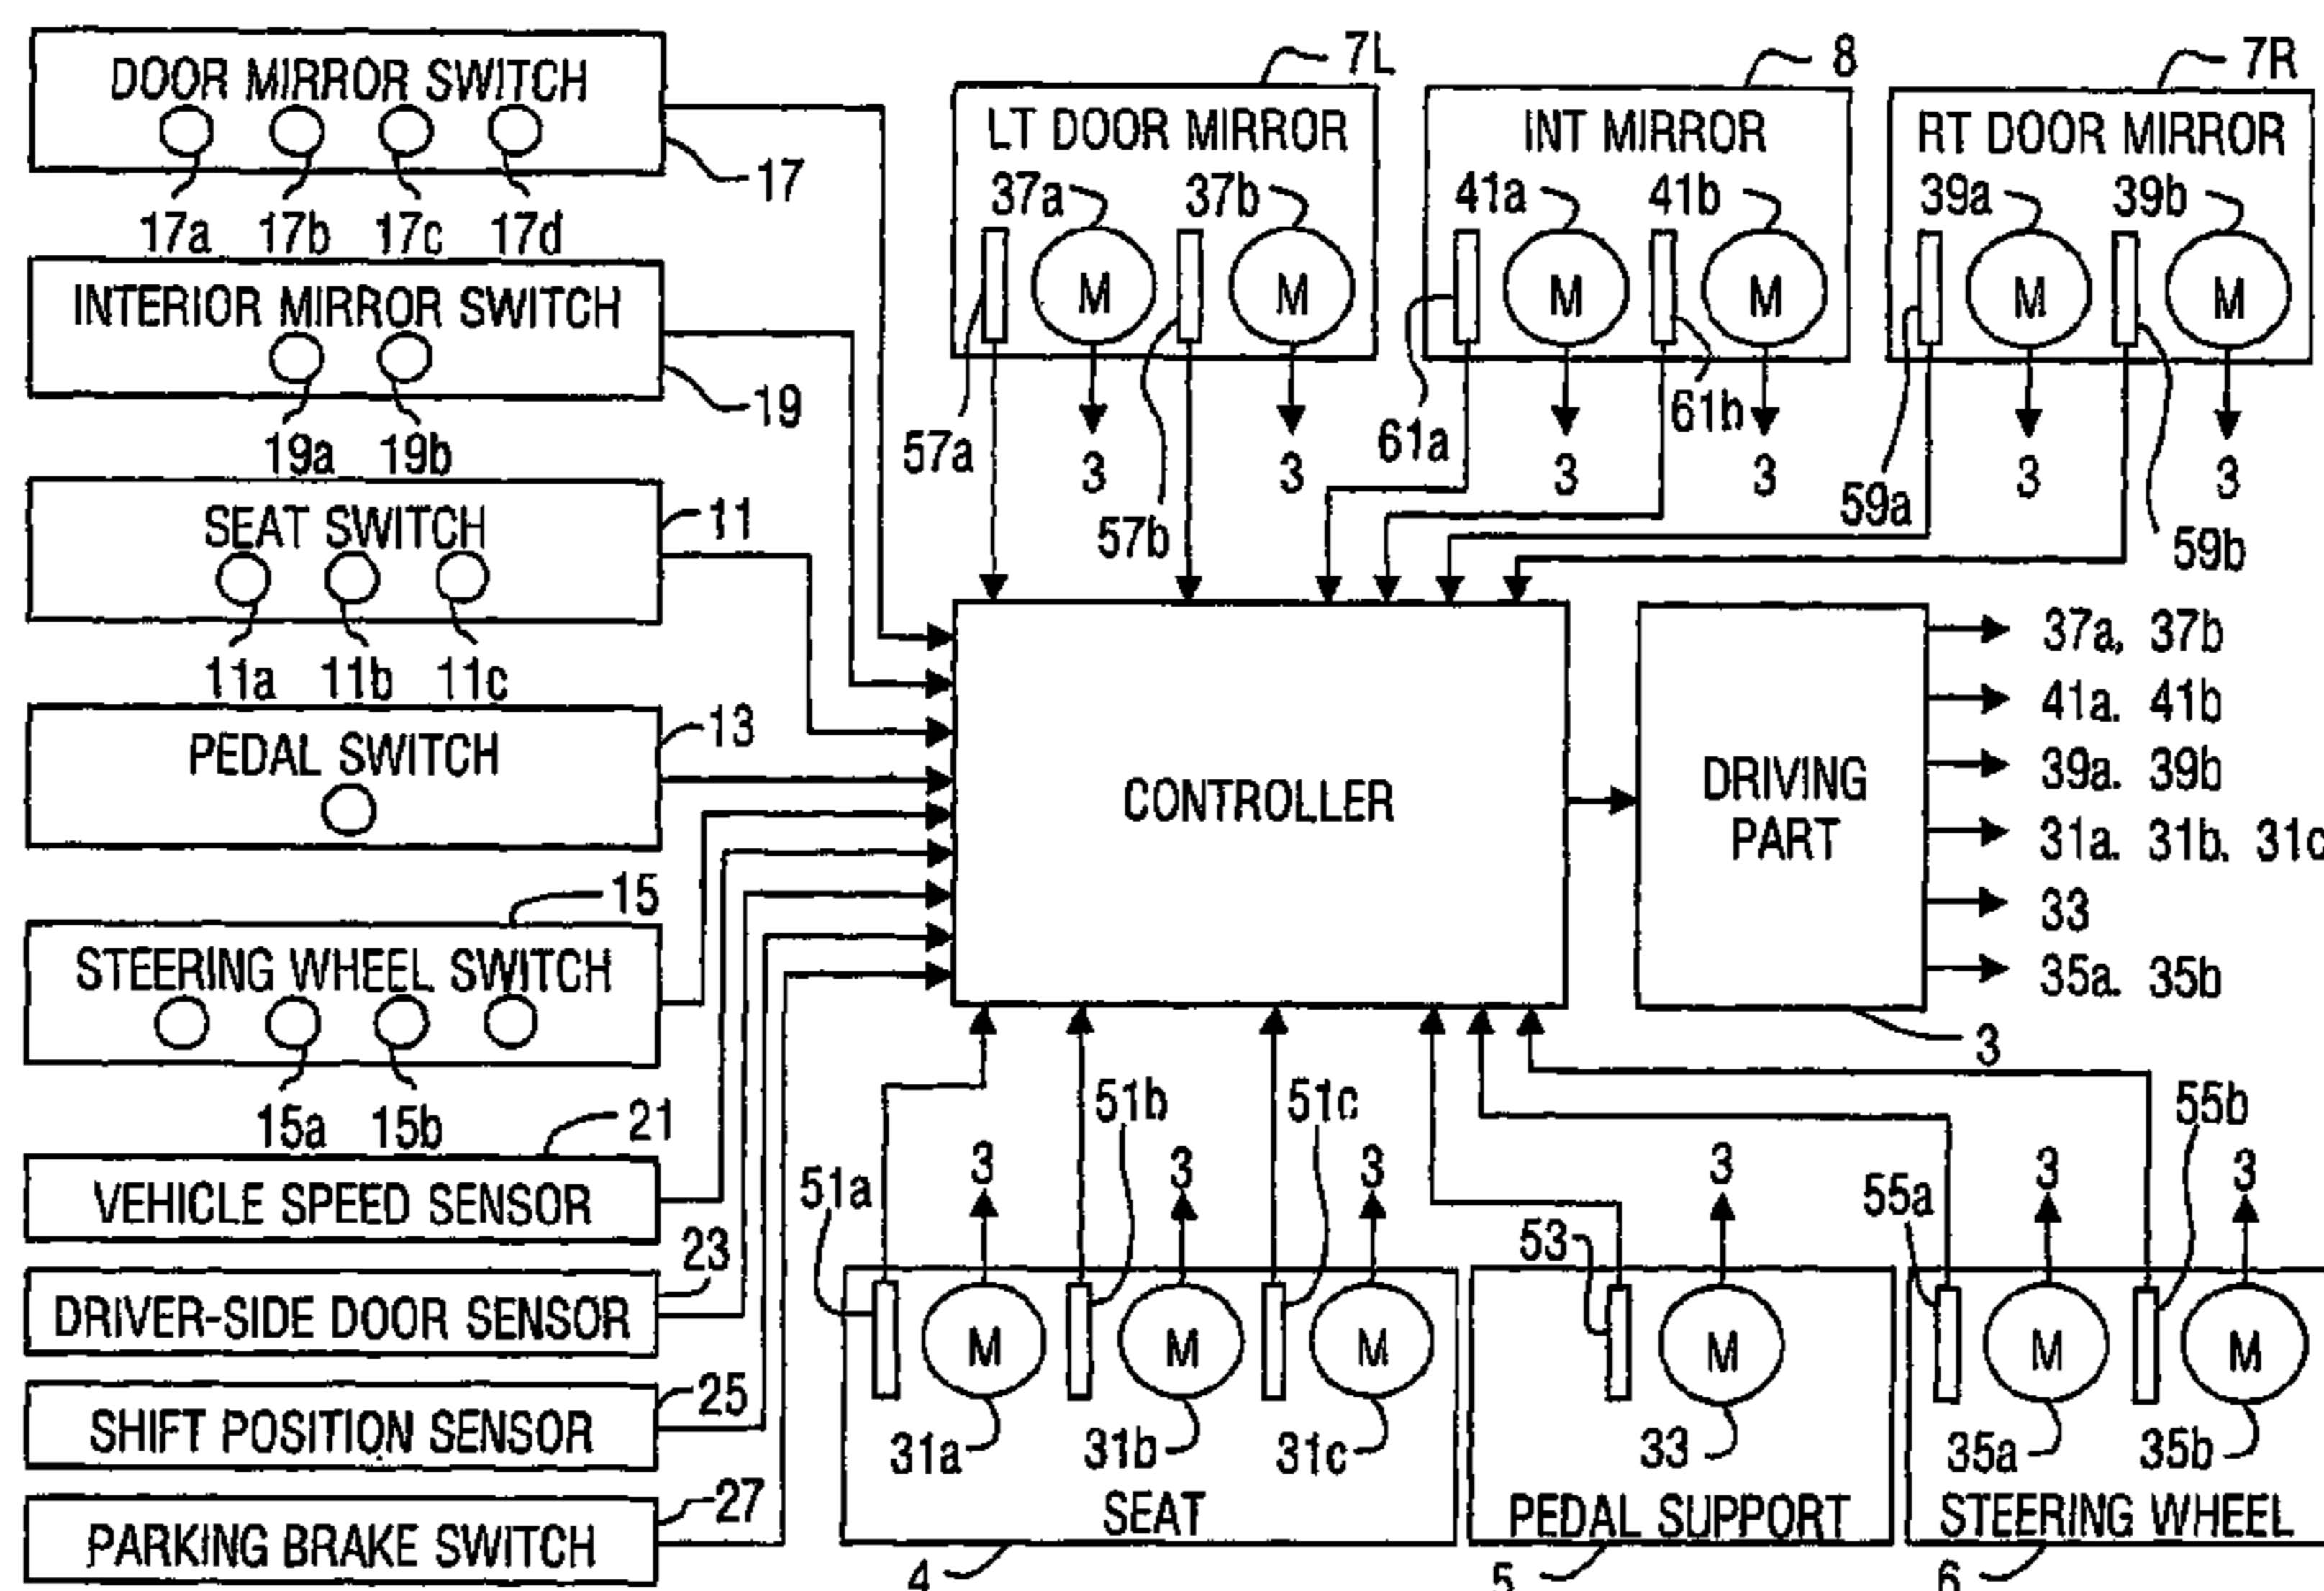 DOOR MIRROR SWITCH
17
17a 17b 17c 17d
INTERIOR MIRROR SWITCH
19
19a 19b
SEAT SWITCH
11
11a 11b 11c
PEDAL SWITCH
13
STEERING WHEEL SWITCH
15
15a 15b
VEHICLE SPEED SENSOR
21
DRIVER-SIDE DOOR SENSOR
23
SHIFT POSITION SENSOR
25
PARKING BRAKE SWITCH
27
7L
LT DOOR MIRROR
37a 37b
M M
57a 3 57b 3
8
INT MIRROR
41a 41b
M M
61a 3 61b 3
7R
RT DOOR MIRROR
39a 39b
M M
59a 3 59b 3
CONTROLLER
DRIVING
PART
3
37a, 37b
41a. 41b
39a. 39b
31a. 31b. 31c
33
35a. 35b
51a 3 51b 3 51c 3
M M M
31a 31b 31c
SEAT
4
53 3
M
33
PEDAL SUPPORT
5
55a 3 55b 3
M M
35a 35b
STEERING WHEEL
6